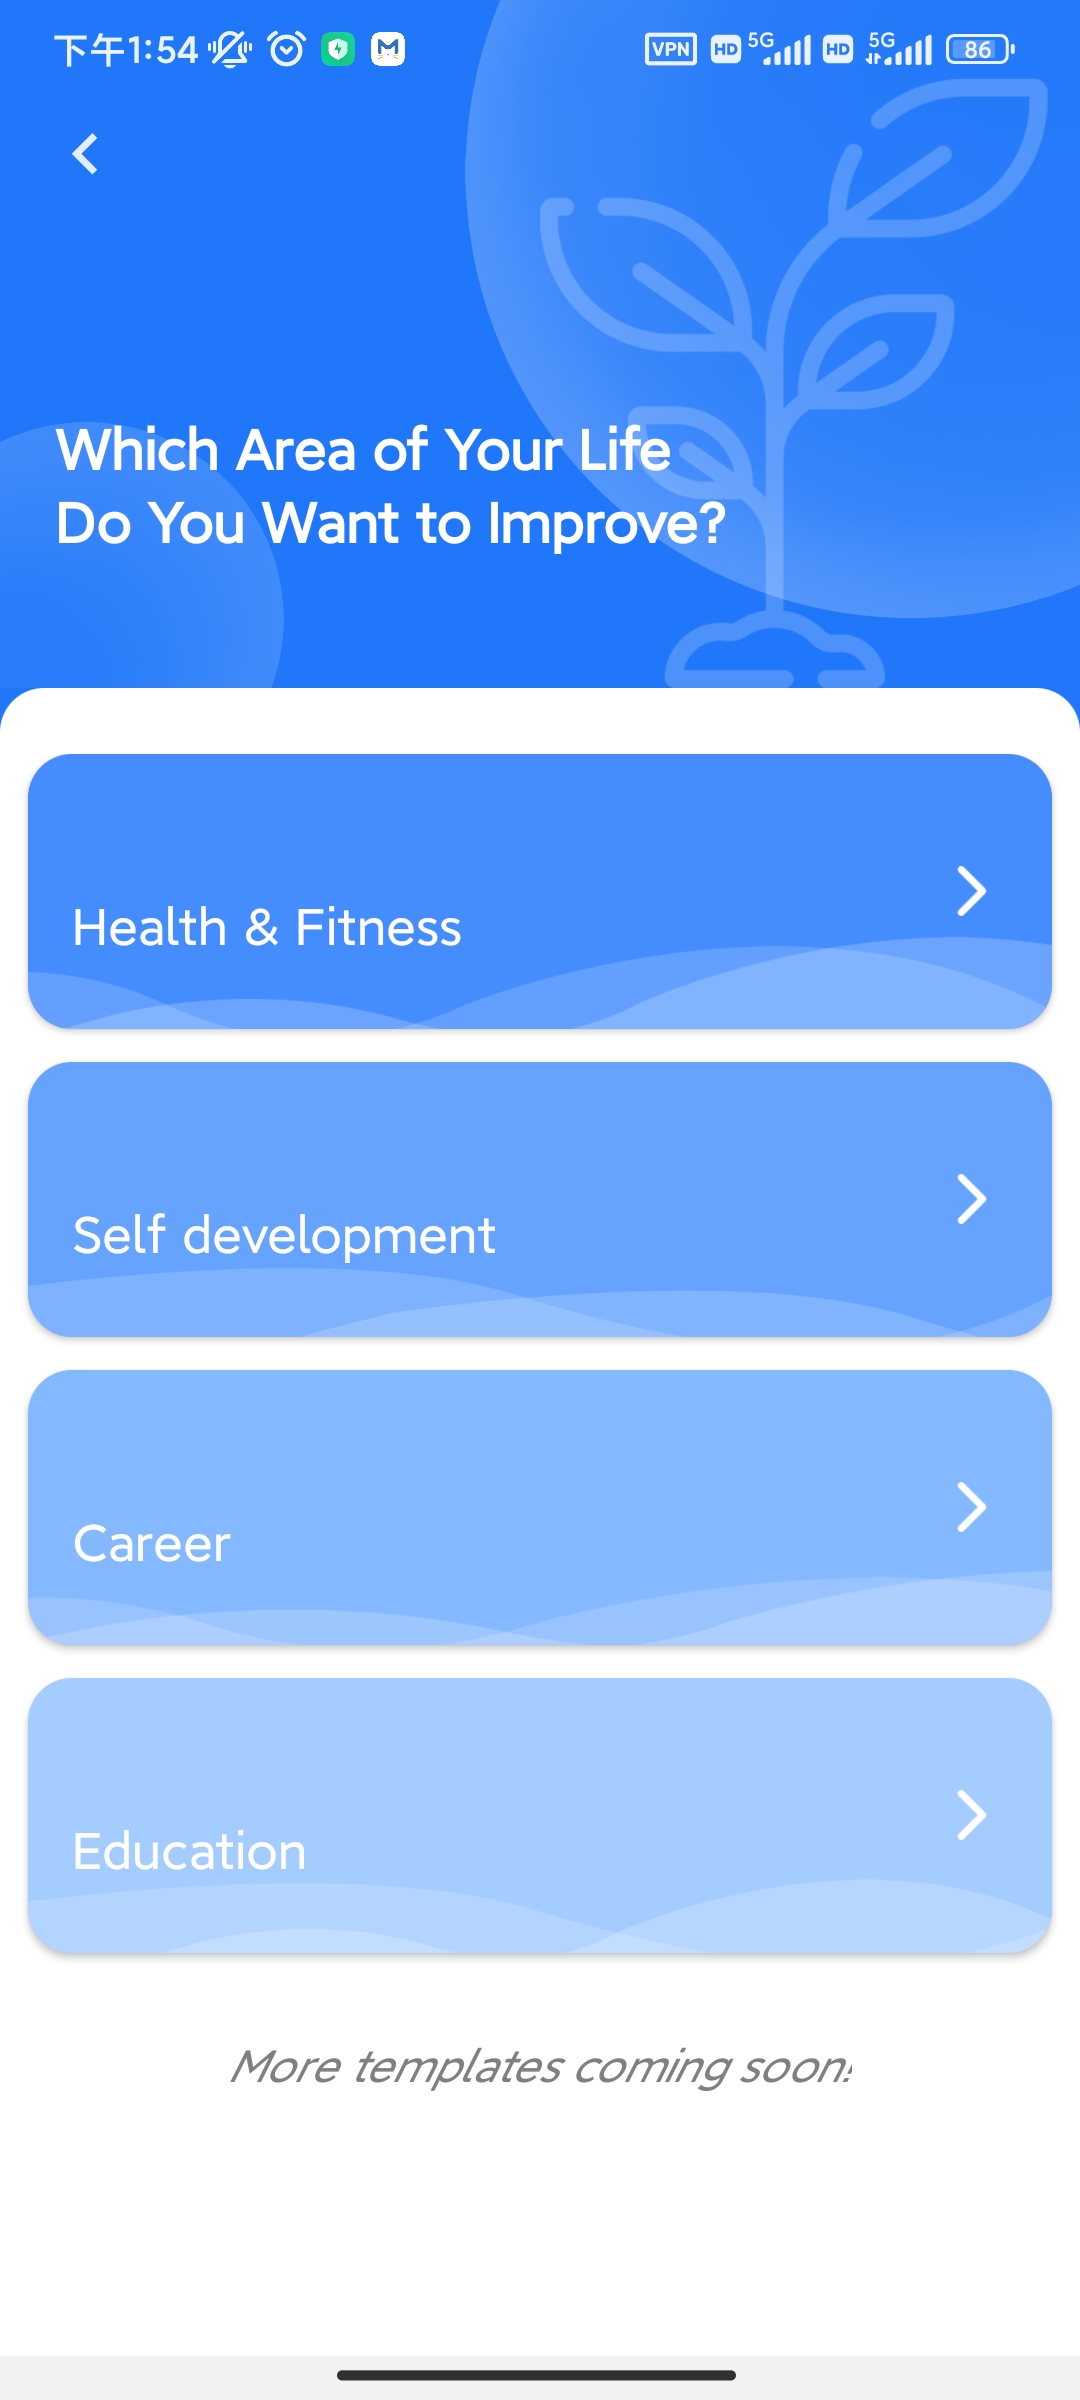 下午1:54 VPN HD 5G HD 5G 86
Which Area of Your Life
Do You Want to Improve?
Health & Fitness
Self development
Career
Education
More templates coming soon!